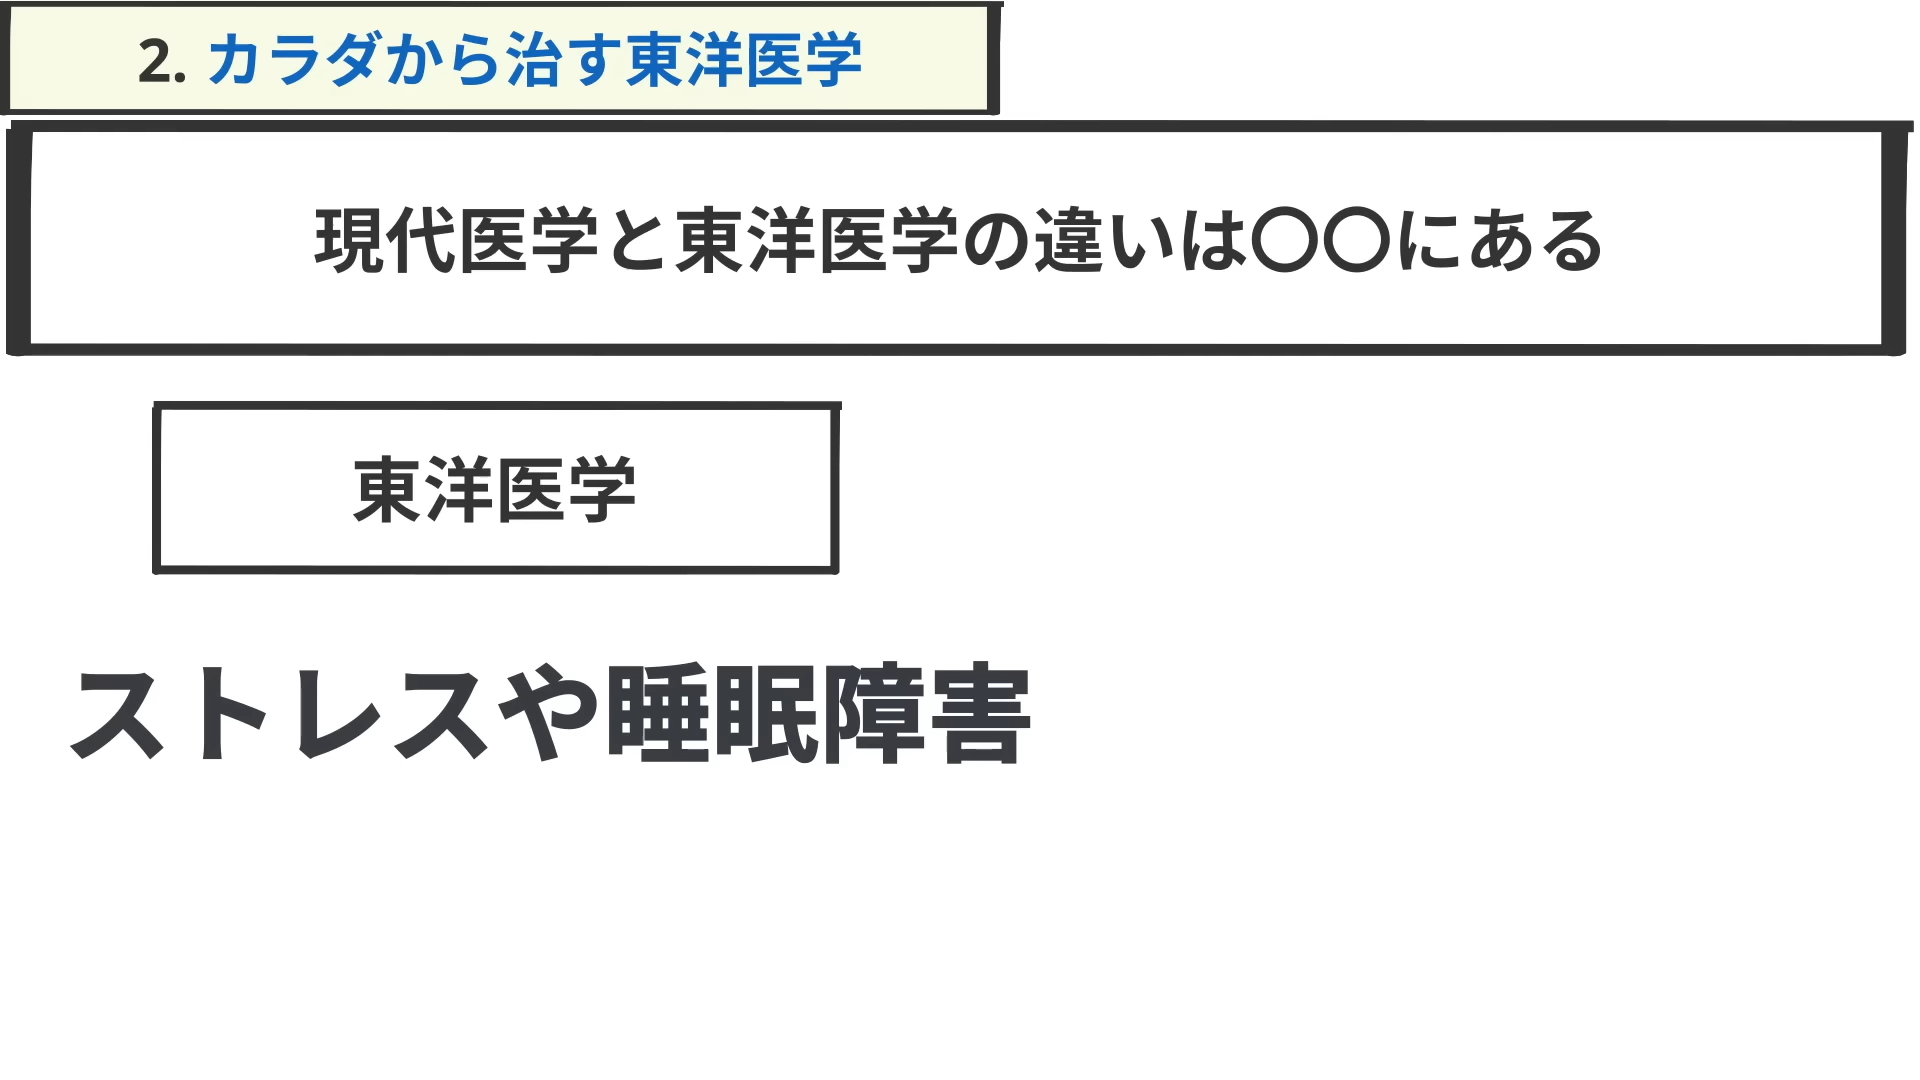 2. カラダから治す東洋医学
現代医学と東洋医学の違いは〇〇にある
東洋医学
ストレスや睡眠障害